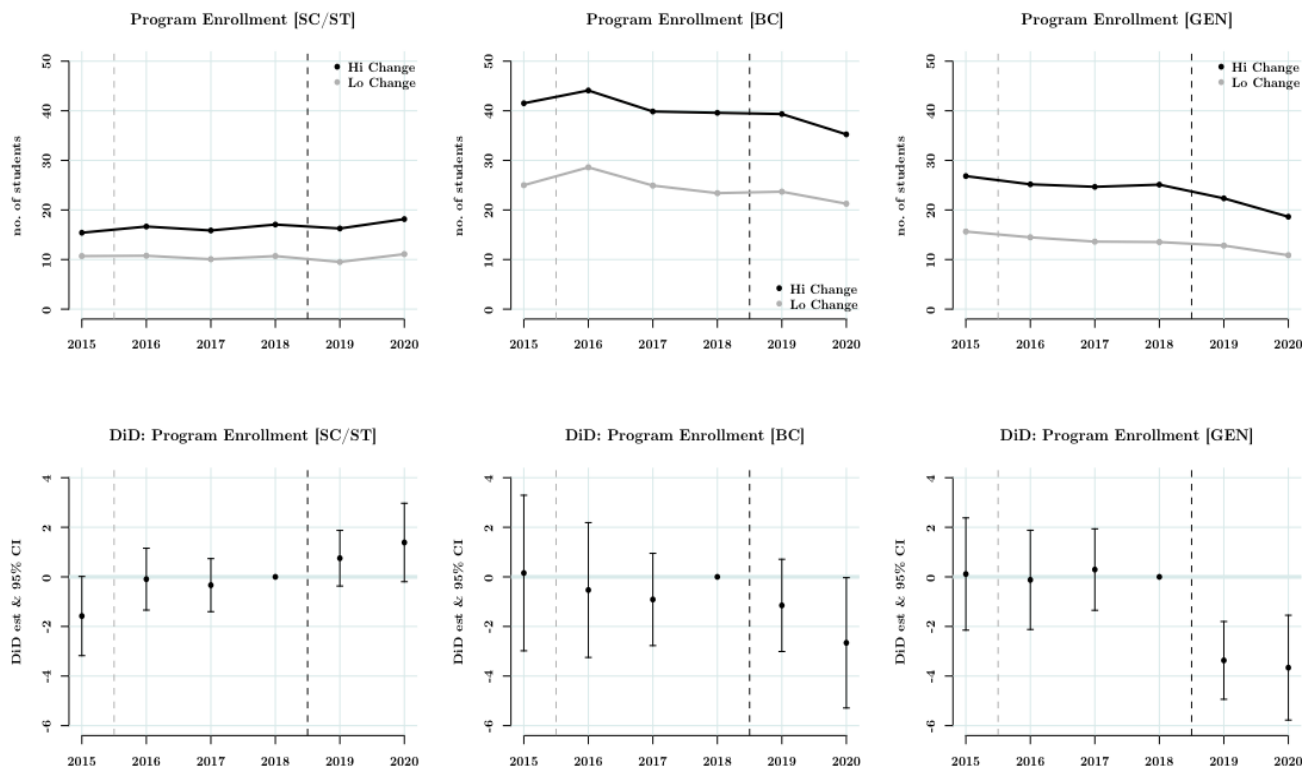 Program Enrollment [SC/ST]
50
40
30
20
10
0
no. of students
Hi Change
Lo Change
2015 2016 2017 2018 2019 2020
Program Enrollment [BC]
50
40
30
20
10
0
no. of students
Hi Change
Lo Change
2015 2016 2017 2018 2019 2020
Program Enrollment [GEN]
50
40
30
20
10
0
no. of students
Hi Change
Lo Change
2015 2016 2017 2018 2019 2020
DiD: Program Enrollment [SC/ST]
4
2
0
-2
-4
-6
DiD est & 95% CI
2015 2016 2017 2018 2019 2020
DiD: Program Enrollment [BC]
4
2
0
-2
-4
-6
DiD est & 95% CI
2015 2016 2017 2018 2019 2020
DiD: Program Enrollment [GEN]
4
2
0
-2
-4
-6
DiD est & 95% CI
2015 2016 2017 2018 2019 2020